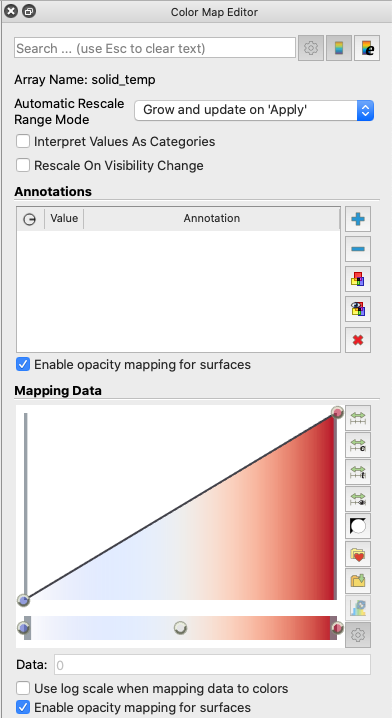 Color Map Editor
Search ... (use Esc to clear text)
e
Array Name: solid_temp
Automatic Rescale
Range Mode
Grow and update on 'Apply'
Interpret Values As Categories
Rescale On Visibility Change
Annotations
Value Annotation
Enable opacity mapping for surfaces
Mapping Data
Data: 0
Use log scale when mapping data to colors
Enable opacity mapping for surfaces